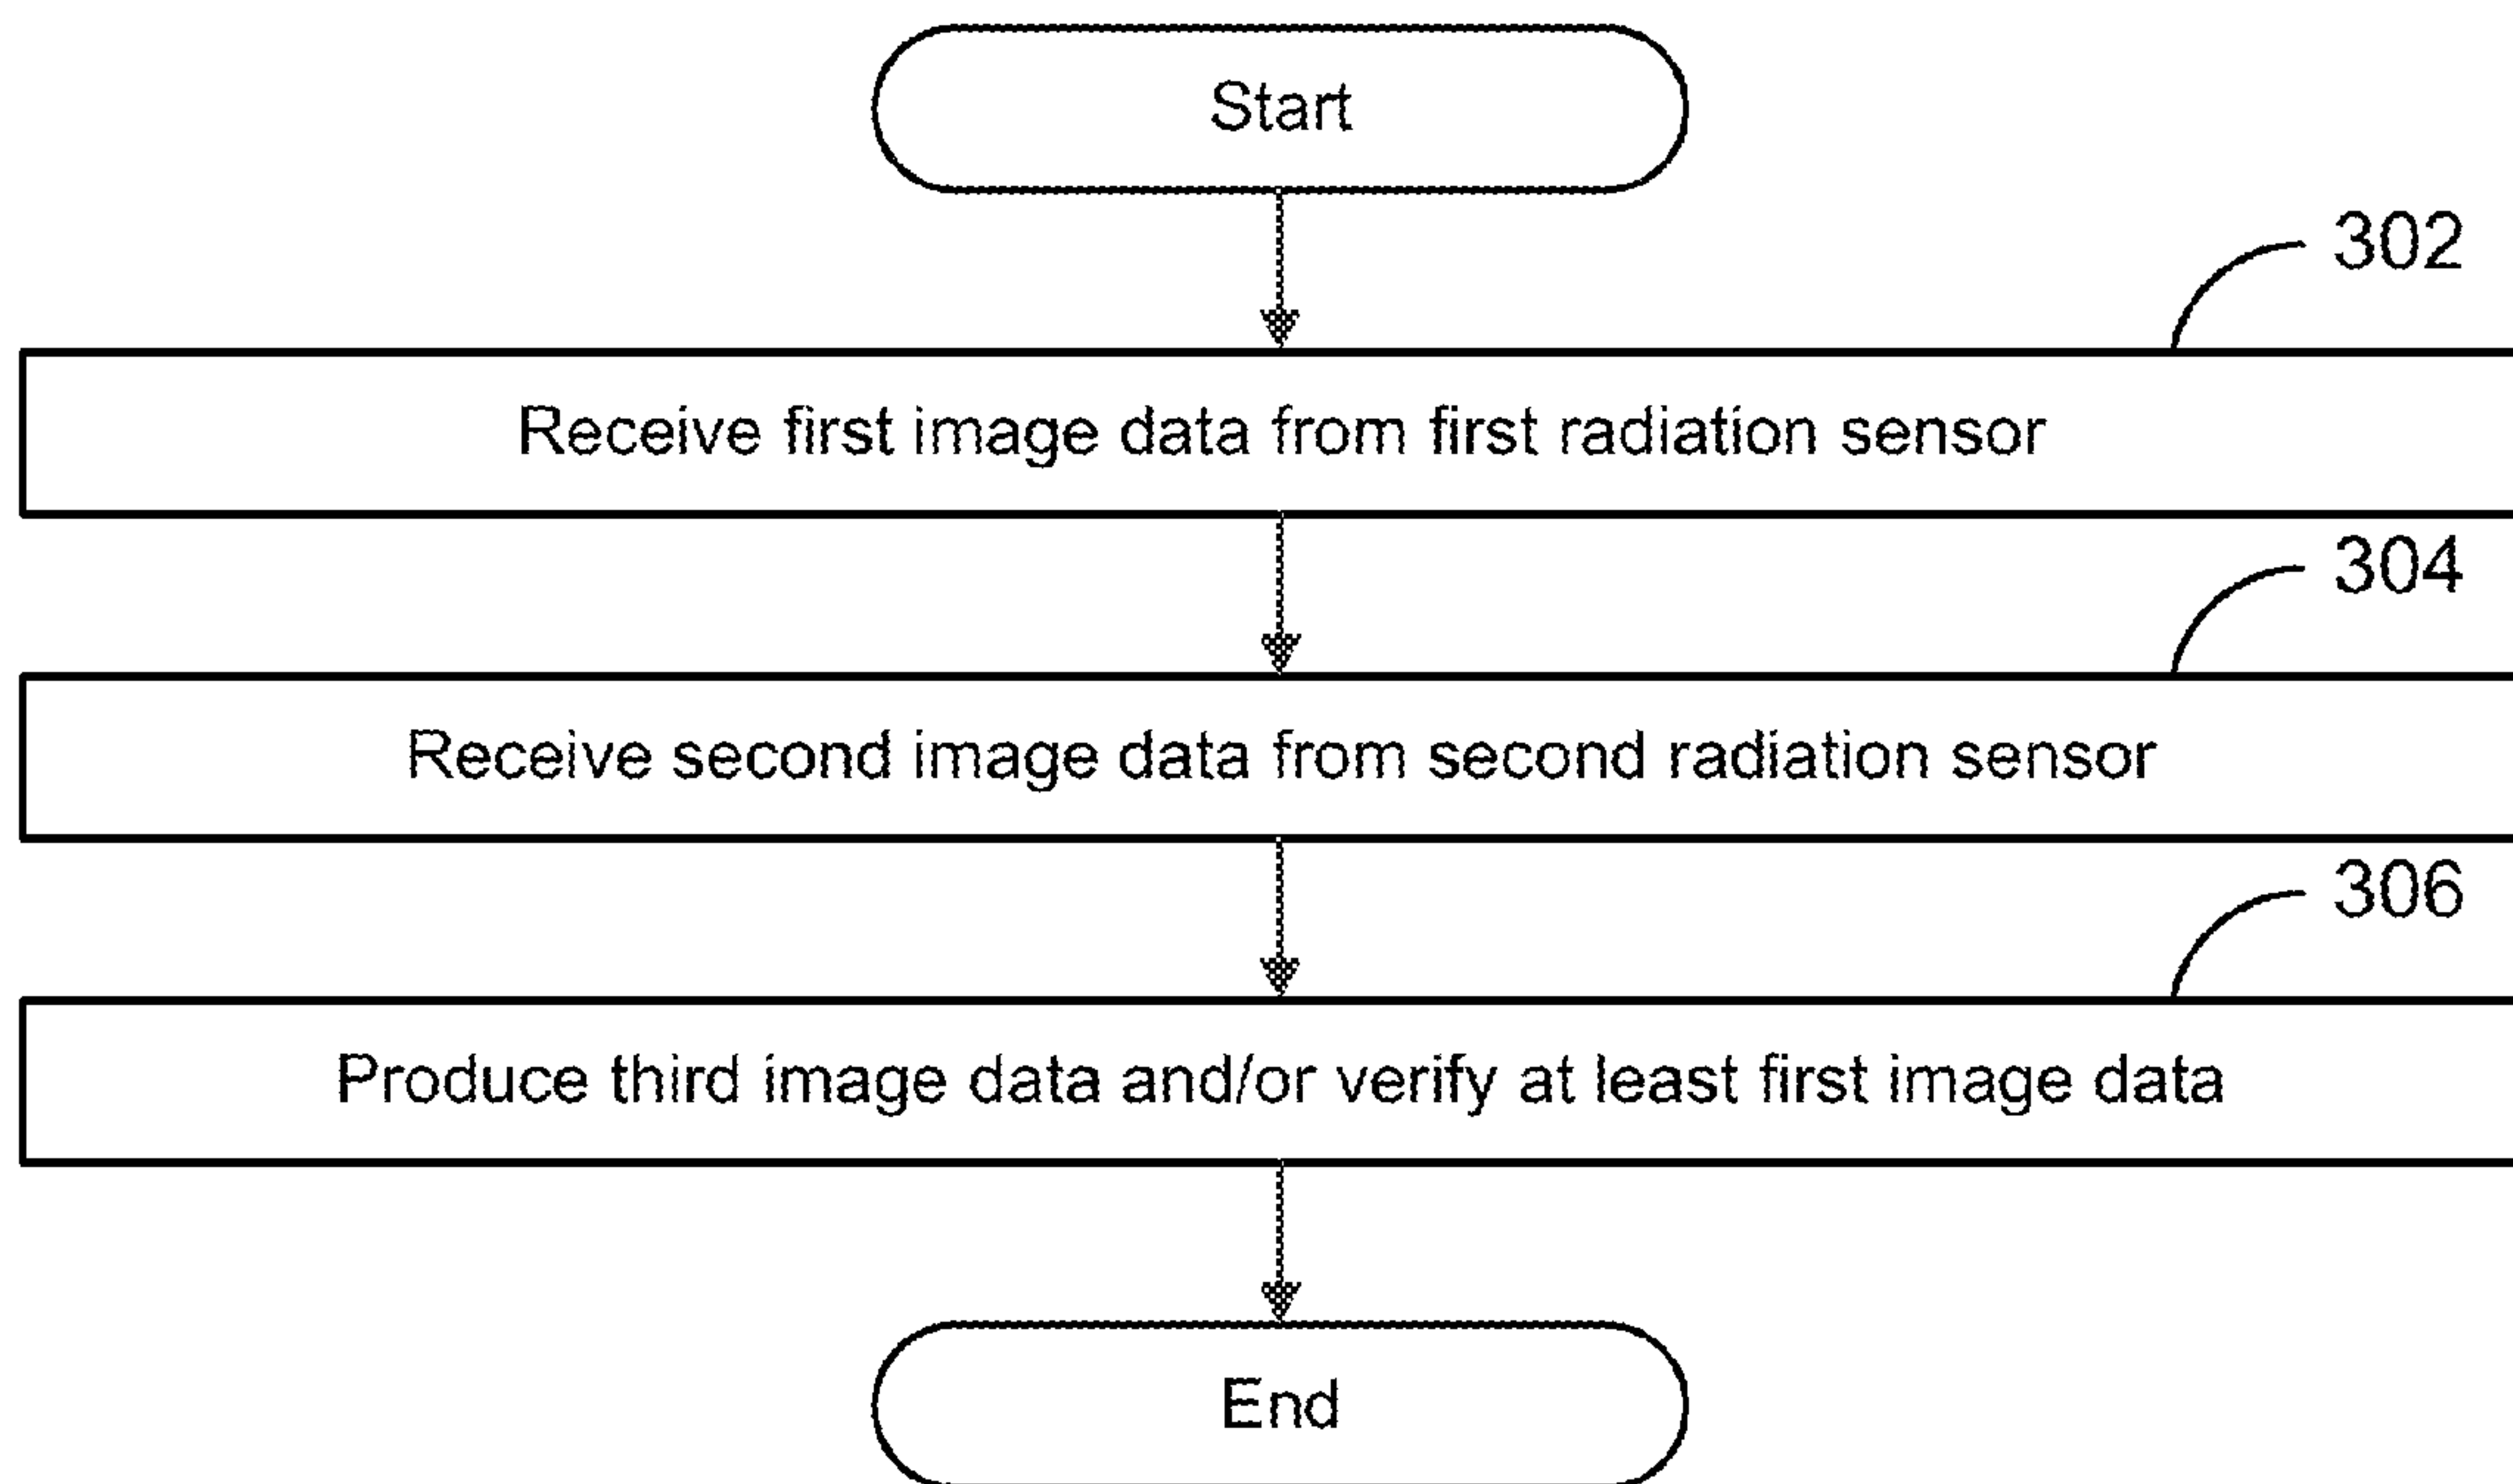 Start
302
Receive first image data from first radiation sensor
304
Receive second image data from second radiation sensor
306
Produce third image data and/or verify at least first image data
End